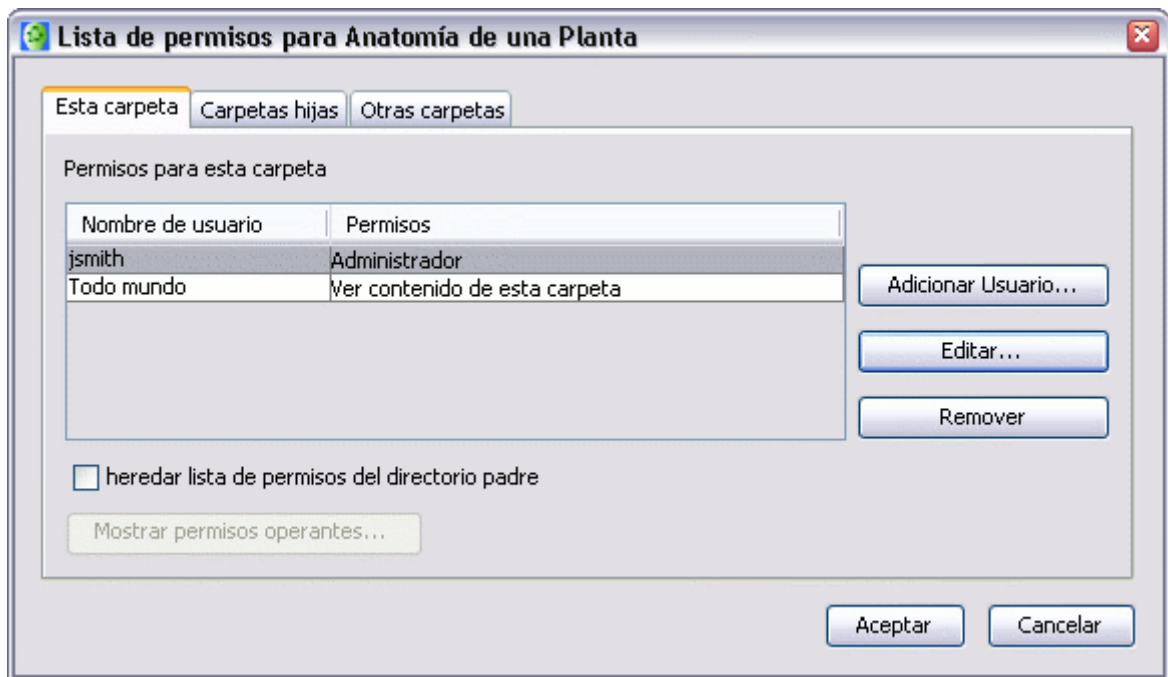 Lista de permisos para Anatomía de una Planta
Esta carpeta Carpetas hijas Otras carpetas
Permisos para esta carpeta
Nombre de usuario Permisos
jsmith Administrador
Todo mundo Ver contenido de esta carpeta
Adicionar Usuario...
Editar...
Remover
heredar lista de permisos del directorio padre
Mostrar permisos operantes...
Aceptar Cancelar